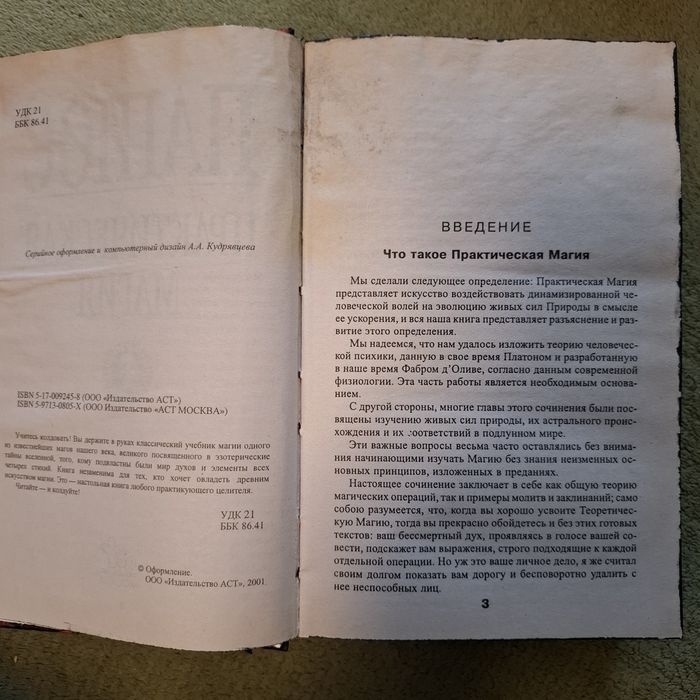 УДК 21
ББК 86.41
Серийное оформление и компьютерный дизайн А.А. Кудрявцева
ISBN 5-17-009245-8 (ООО «Издательство АСТ»)
ISBN 5-9713-0805-X (ООО Издательство «АСТ МОСКВА»)
Учитесь колдовать! Вы держите в руках классический учебник магии одного
из известнейших магов нашего века, великого посвященного в эзотерические
тайны вселенной, того, кому подвластны были мир духов и элементы всех
четырех стихий. Книга незаменима для тех, кто хочет овладеть древним
искусством магии. Это — настольная книга любого практикующего целителя.
Читайте — и колдуйте!
УДК 21
ББК 86.41
© Оформление.
ООО «Издательство АСТ», 2001.
ВВЕДЕНИЕ
Что такое Практическая Магия
Мы сделали следующее определение: Практическая Магия
представляет искусство воздействовать динамизированной че-
ловеческой волей на эволюцию живых сил Природы в смысле
ее ускорения, и вся наша книга представляет разъяснение и раз-
витие этого определения.
Мы надеемся, что нам удалось изложить теорию человечес-
кой психики, данную в свое время Платоном и разработанную
в наше время Фабром д’Оливе, согласно данным современной
физиологии. Эта часть работы является необходимым основа-
нием.
С другой стороны, многие главы этого сочинения были пос-
вящены изучению живых сил природы, их астрального проис-
хождения и их соответствий в подлунном мире.
Эти важные вопросы весьма часто оставлялись без внима-
ния начинающими изучать Магию без знания неизменных ос-
новных принципов, изложенных в преданиях.
Настоящее сочинение заключает в себе как общую теорию
магических операций, так и примеры молитв и заклинаний; само
собою разумеется, что, когда вы хорошо усвоите Теоретичес-
кую Магию, тогда вы прекрасно обойдетесь и без этих готовых
текстов: ваш бессмертный дух, проявляясь в голосе вашей со-
вести, подскажет вам выражения, строго подходящие к каждой
отдельной операции. Но уж это ваше личное дело, я же считал
своим долгом показать вам дорогу и бесповоротно удалить с
нее неспособных лиц.
3